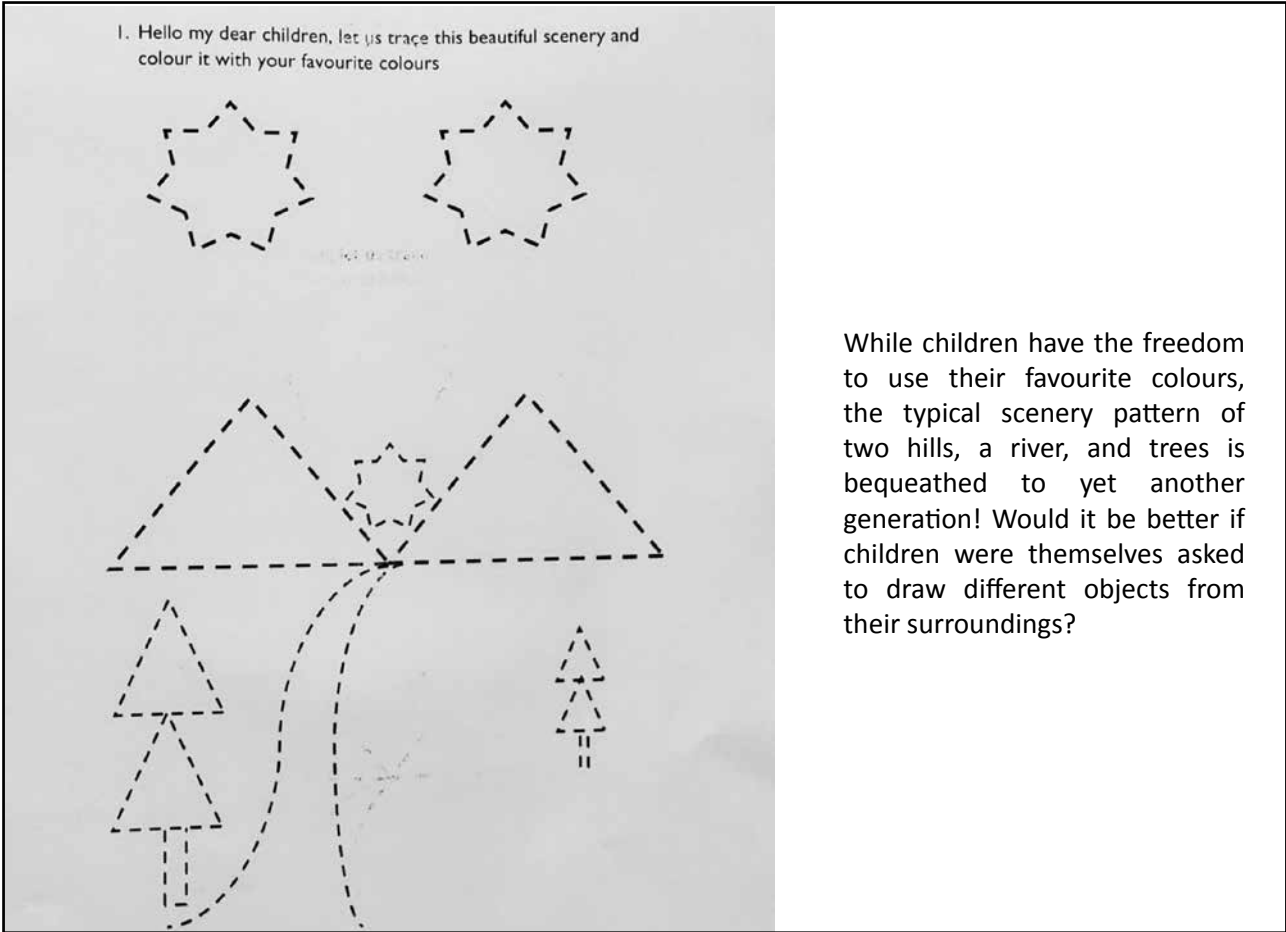 1. Hello my dear children, let us trace this beautiful scenery and
colour it with your favourite colours
While children have the freedom
to use their favourite colours,
the typical scenery pattern of
two hills, a river, and trees is
bequeathed to yet another
generation! Would it be better if
children were themselves asked
to draw different objects from
their surroundings?